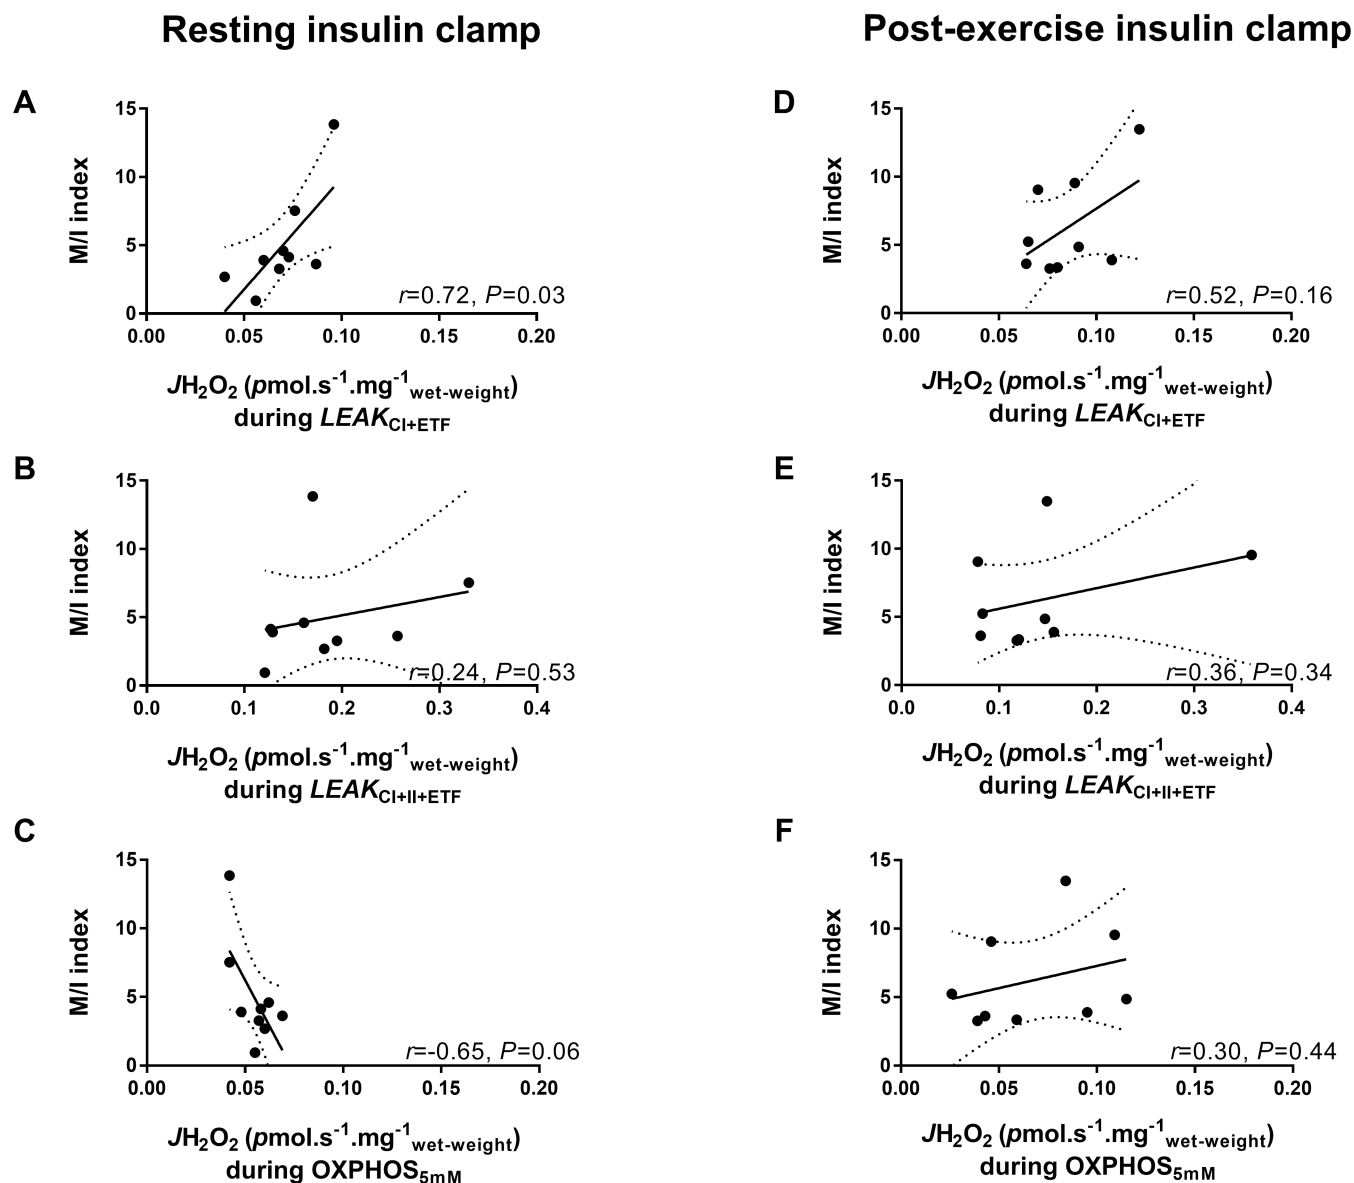 Resting insulin clamp
Post-exercise insulin clamp
A
M/I index
15
10
5
0
0.00 0.05 0.10 0.15 0.20
r=0.72, P=0.03
JH₂O₂ (pmol.s⁻¹.mg⁻¹wet-weight)
during LEAK_CI+ETF
D
M/I index
15
10
5
0
0.00 0.05 0.10 0.15 0.20
r=0.52, P=0.16
JH₂O₂ (pmol.s⁻¹.mg⁻¹wet-weight)
during LEAK_CI+ETF
B
M/I index
15
10
5
0
0.0 0.1 0.2 0.3 0.4
r=0.24, P=0.53
JH₂O₂ (pmol.s⁻¹.mg⁻¹wet-weight)
during LEAK_CI+II+ETF
E
M/I index
15
10
5
0
0.0 0.1 0.2 0.3 0.4
r=0.36, P=0.34
JH₂O₂ (pmol.s⁻¹.mg⁻¹wet-weight)
during LEAK_CI+II+ETF
C
M/I index
15
10
5
0
0.00 0.05 0.10 0.15 0.20
r=-0.65, P=0.06
JH₂O₂ (pmol.s⁻¹.mg⁻¹wet-weight)
during OXPHOS_5mM
F
M/I index
15
10
5
0
0.00 0.05 0.10 0.15 0.20
r=0.30, P=0.44
JH₂O₂ (pmol.s⁻¹.mg⁻¹wet-weight)
during OXPHOS_5mM